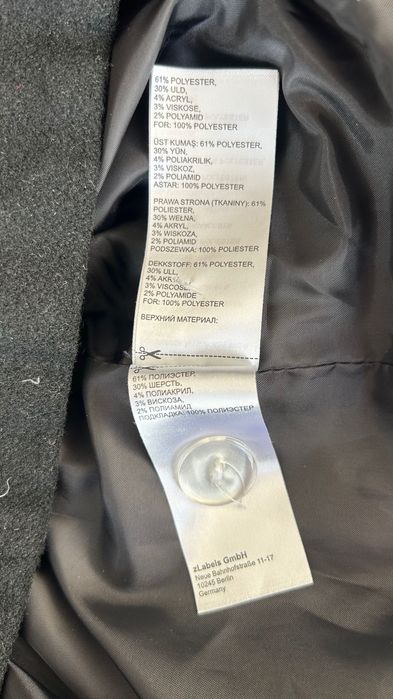 61% POLYESTER,
30% ULD,
4% ACRYL,
3% VISKOSE,
2% POLYAMID
FOR: 100% POLYESTER
ÜST KUMAŞ: 61% POLYESTER,
30% YÜN,
4% POLIAKRILIK,
3% VISKOZ,
2% POLIAMID
ASTAR: 100% POLYESTER
PRAWA STRONA (TKANINY): 61%
POLIESTER,
30% WEŁNA,
4% AKRYL,
3% WISKOZA,
2% POLIAMID
PODSZEWKA: 100% POLIESTER
DEKKSTOFF: 61% POLYESTER,
30% ULL,
4% AKRYL,
3% VISCOSE,
2% POLYAMIDE
FOR: 100% POLYESTER
ВЕРХНИЙ МАТЕРИАЛ:
61% ПОЛИЭСТЕР,
30% ШЕРСТЬ,
4% ПОЛИАКРИЛ,
3% ВИСКОЗА,
2% ПОЛИАМИД
ПОДКЛАДКА: 100% ПОЛИЭСТЕР
zLabels GmbH
Neue Bahnhofstraße 11-17
10245 Berlin
Germany